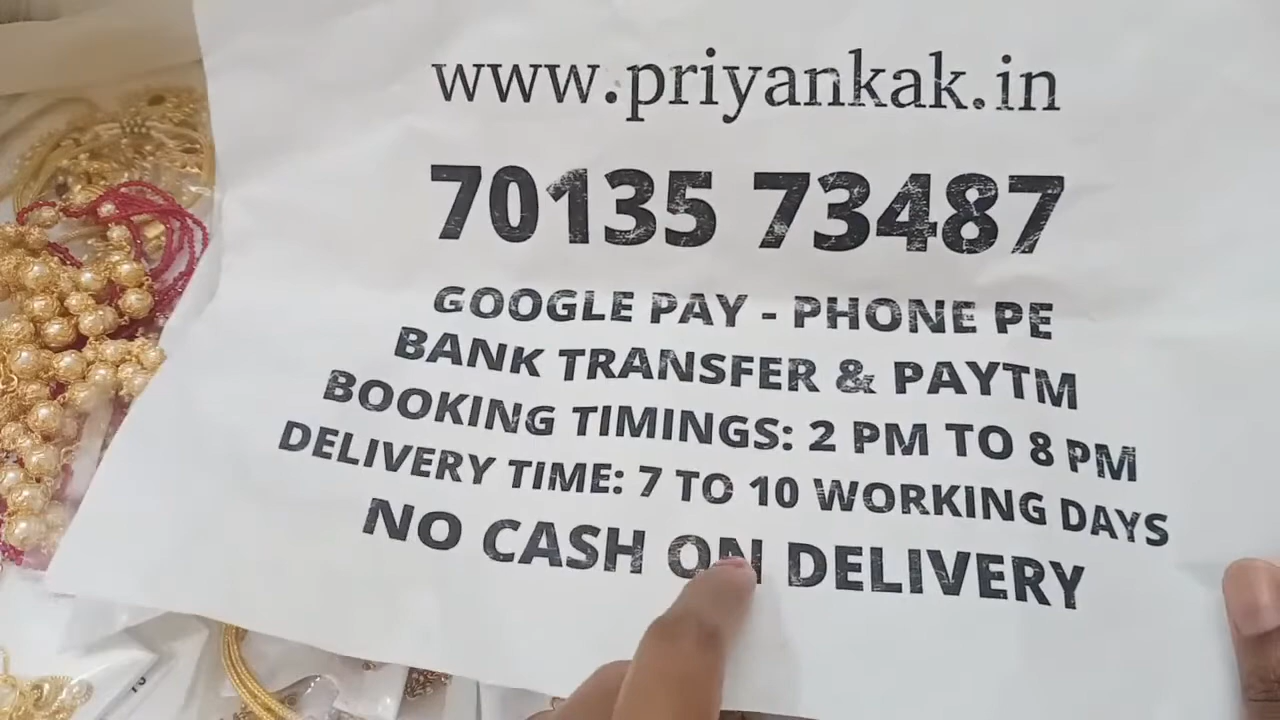 www.priyankak.in
70135 73487
GOOGLE PAY - PHONE PE
BANK TRANSFER & PAYTM
BOOKING TIMINGS: 2 PM TO 8 PM
DELIVERY TIME: 7 TO 10 WORKING DAYS
NO CASH ON DELIVERY